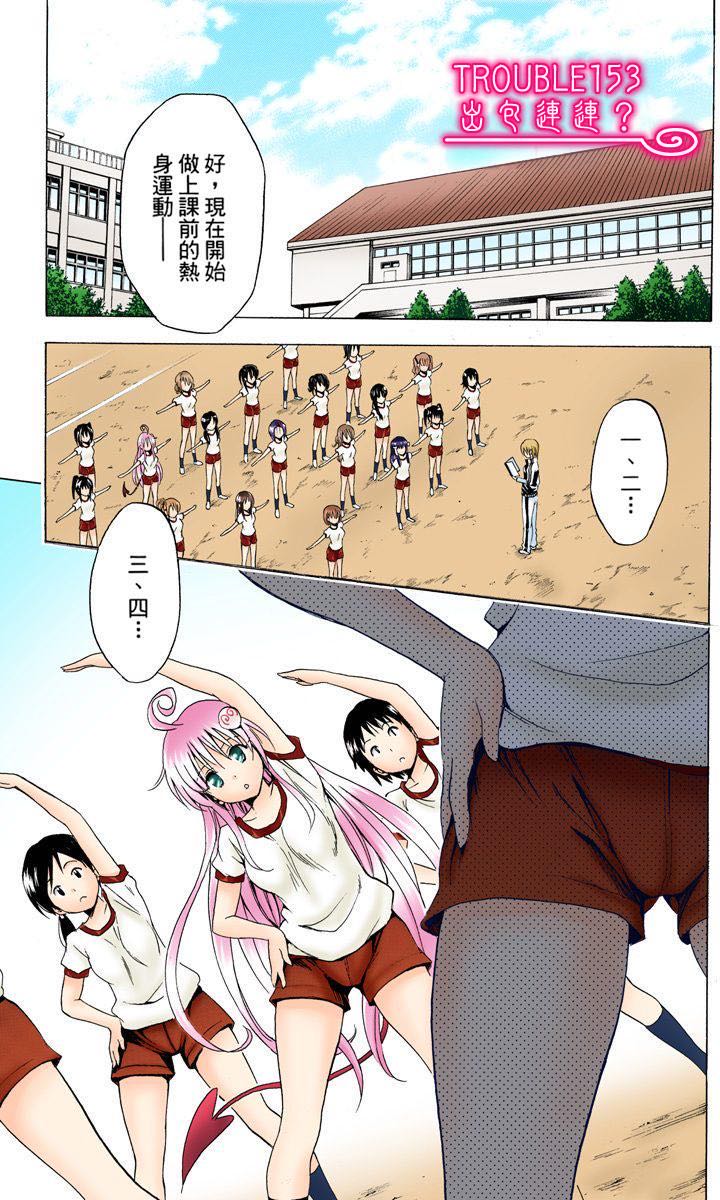 TROUBLE153
出包連連？
好，現在開始
做上課前的熱
身運動——
一、二…
三、四…